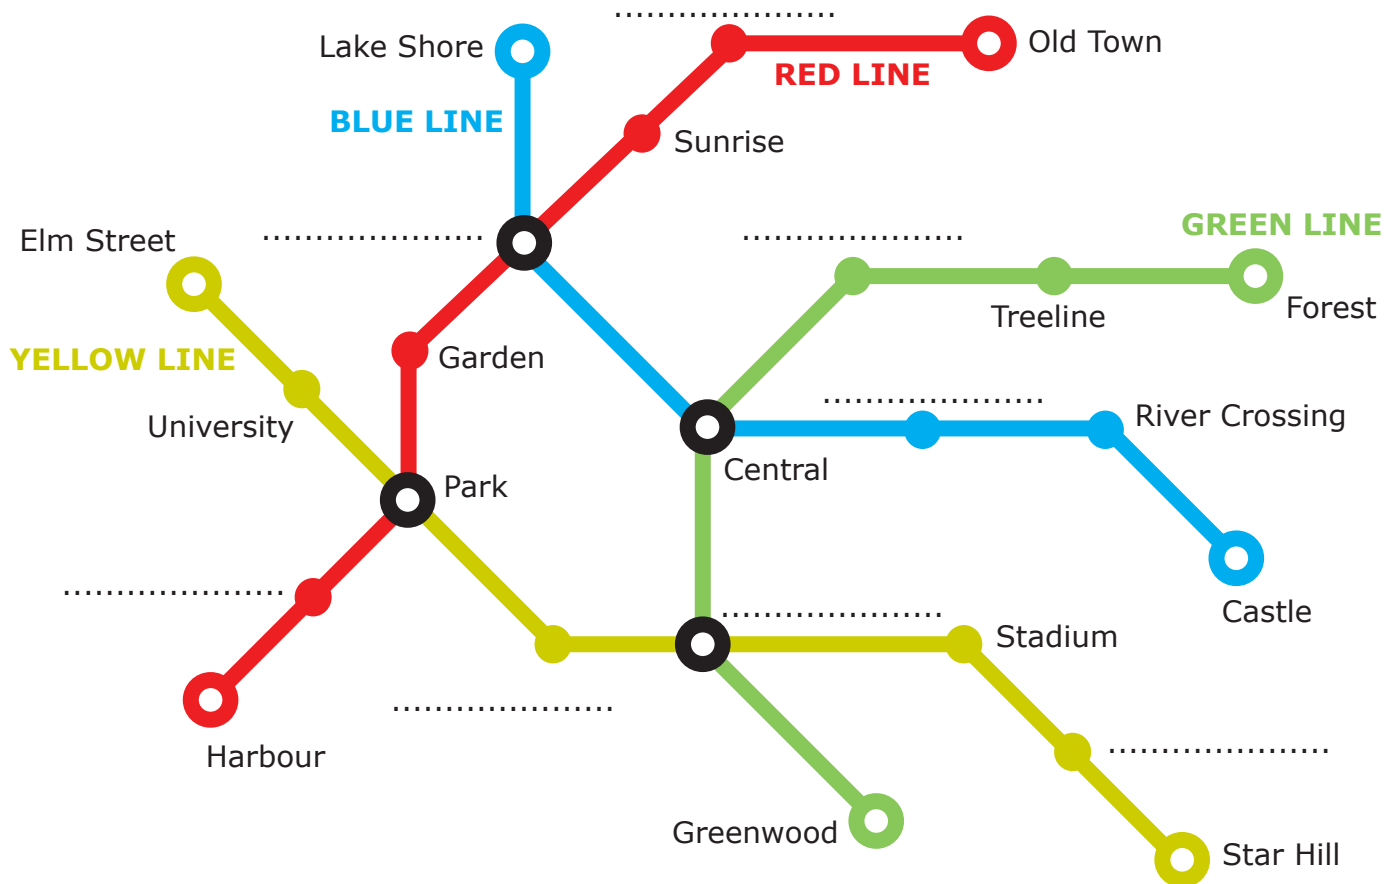 ....................
Lake Shore
Old Town
RED LINE
BLUE LINE
Sunrise
GREEN LINE
Elm Street
....................
....................
Forest
Treeline
YELLOW LINE
Garden
....................
River Crossing
University
Central
Park
....................
....................
Castle
Stadium
....................
....................
Harbour
Greenwood
Star Hill